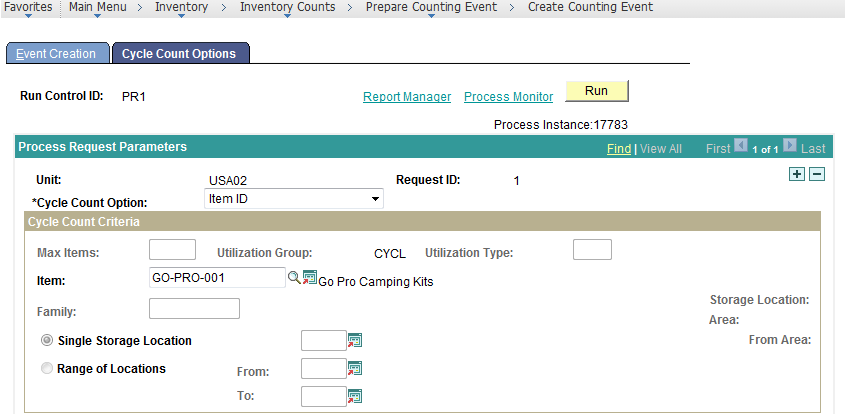 Favorites Main Menu > Inventory > Inventory Counts > Prepare Counting Event > Create Counting Event
Event Creation Cycle Count Options
Run Control ID: PR1 Report Manager Process Monitor Run
Process Instance:17783
Process Request Parameters Find | View All First 1 of 1 Last
Unit: USA02 Request ID: 1
*Cycle Count Option: Item ID
Cycle Count Criteria
Max Items: Utilization Group: CYCL Utilization Type:
Item: GO-PRO-001 Go Pro Camping Kits
Family: Storage Location:
Area:
Single Storage Location From Area:
Range of Locations From:
To: